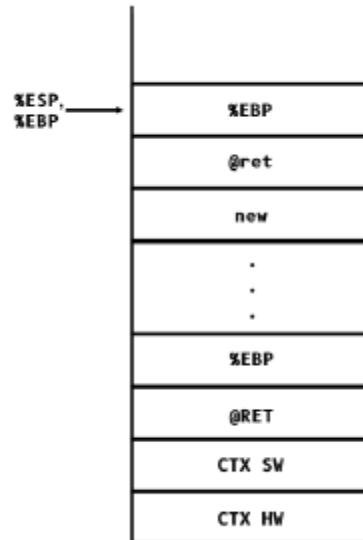 %ESP,
%EBP
%EBP
@ret
new
.
.
.
%EBP
@RET
CTX SW
CTX HW